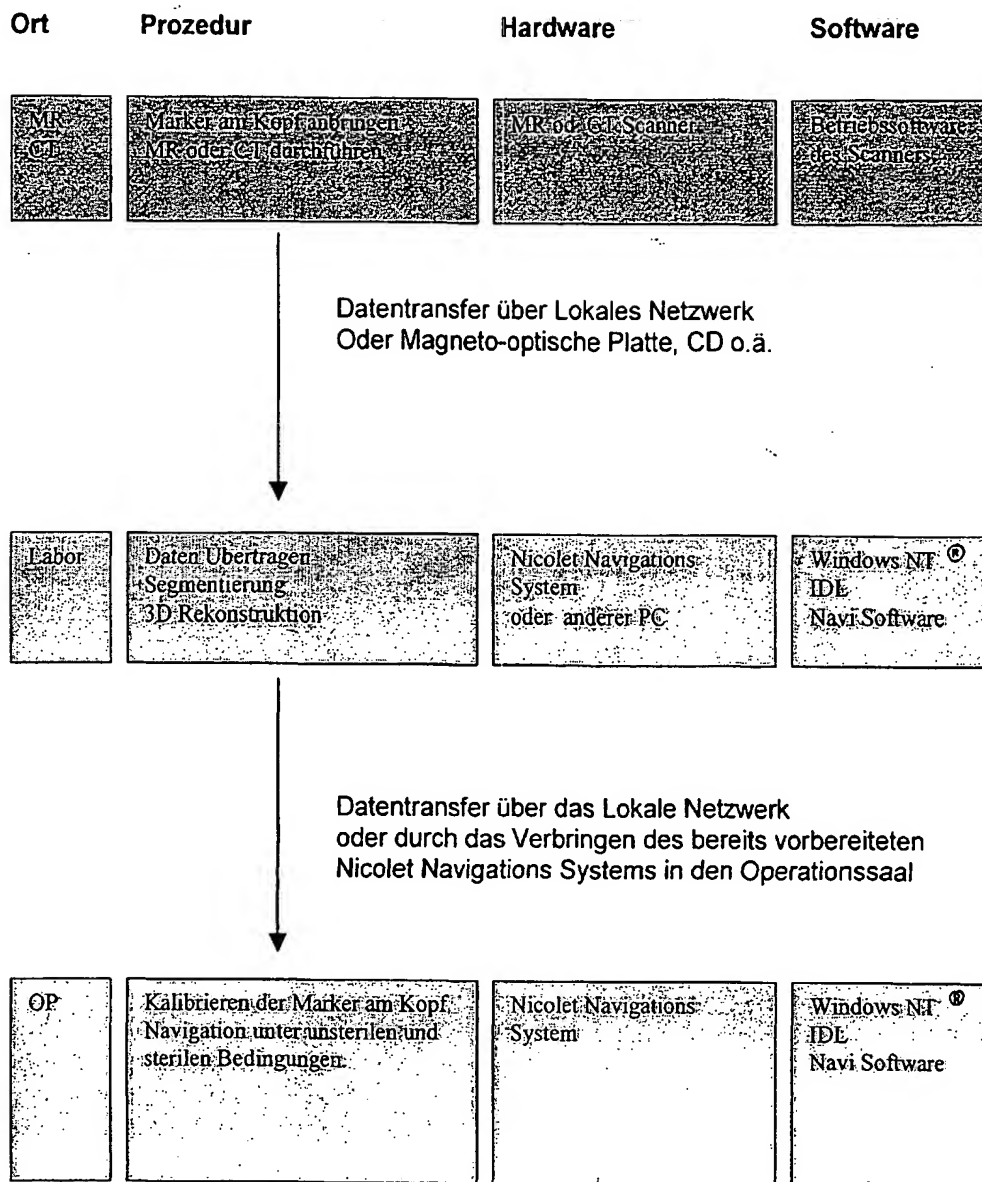 Ort Prozedur Hardware Software
MR
CT
Marker am Kopf anbringen
MR oder CT durchführen
MR od. CT Scanner
Betriebssoftware
des Scanners
Datentransfer über Lokales Netzwerk
Oder Magneto-optische Platte, CD o.ä.
Labor
Daten Übertragen
Segmentierung
3D Rekonstruktion
Nicolet Navigations
System
oder anderer PC
Windows NT ®
IDL
Navi Software
Datentransfer über das Lokale Netzwerk
oder durch das Verbringen des bereits vorbereiteten
Nicolet Navigations Systems in den Operationssaal
OP
Kalibrieren der Marker am Kopf,
Navigation unter unsterilen und
sterilen Bedingungen.
Nicolet Navigations
System
Windows NT ®
IDL
Navi Software